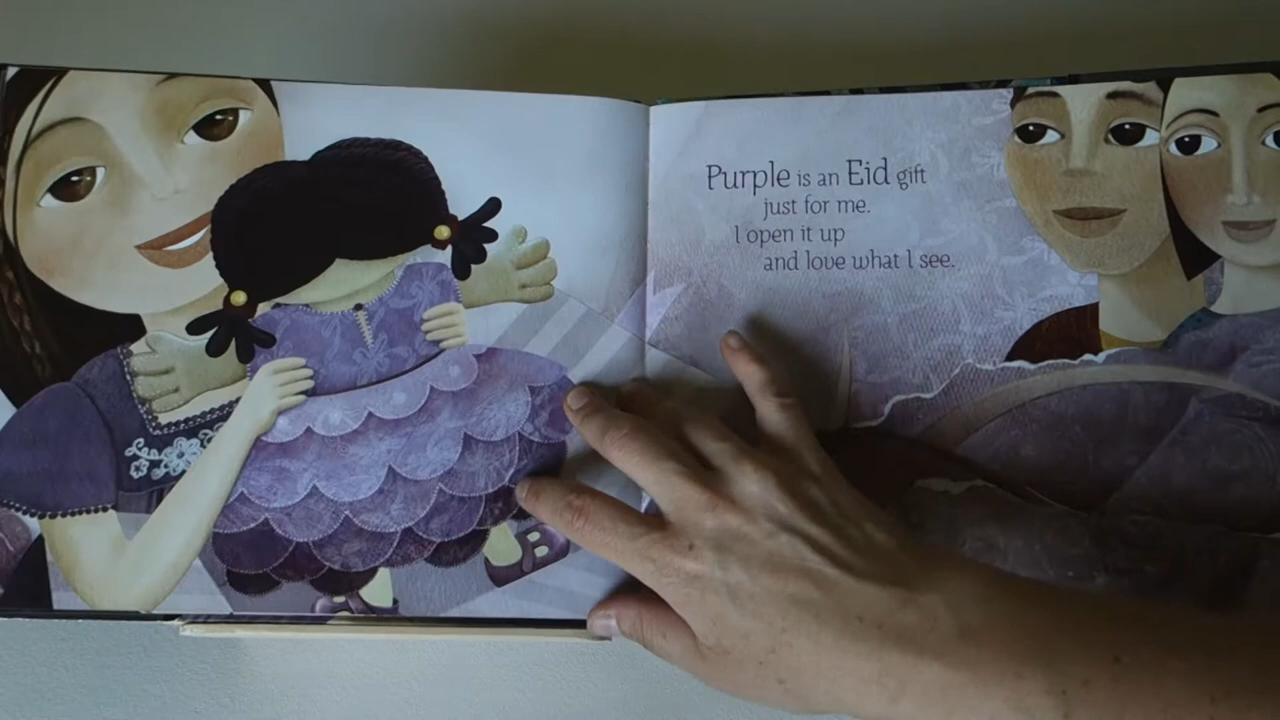 Purple is an Eid gift
just for me.
I open it up
and love what I see.